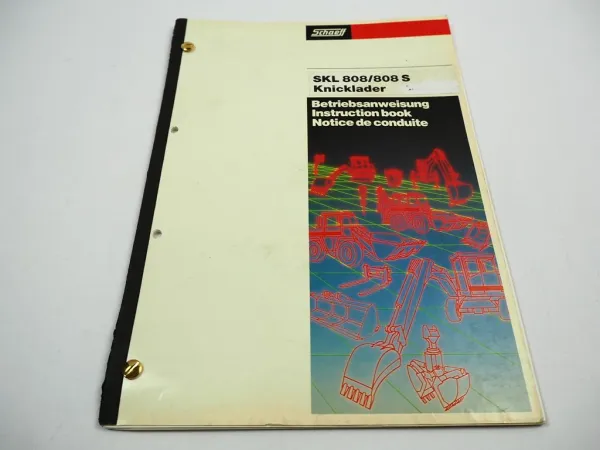 Schaeff
SKL 808/808 S
Knicklader
Betriebsanweisung
Instruction book
Notice de conduite